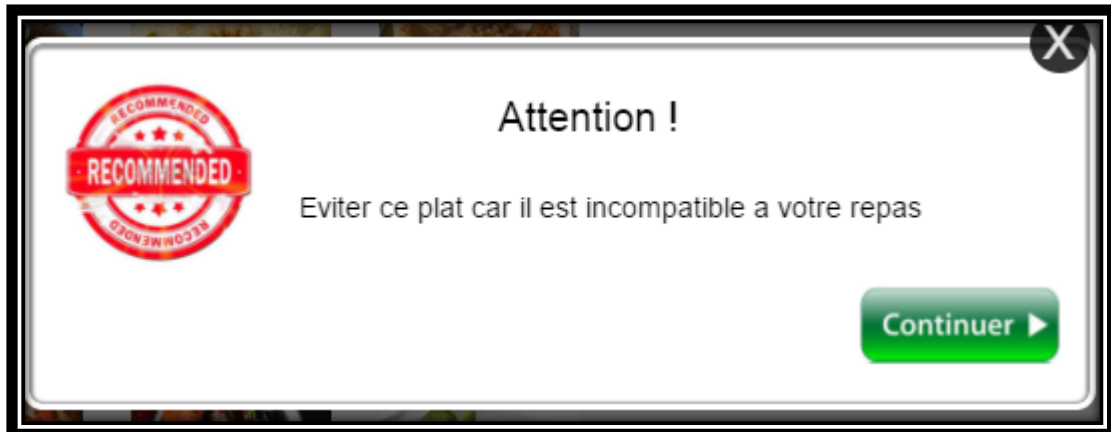 X
Attention !
RECOMMENDED
RECOMMENDED
RECOMMENDED
Eviter ce plat car il est incompatible a votre repas
Continuer